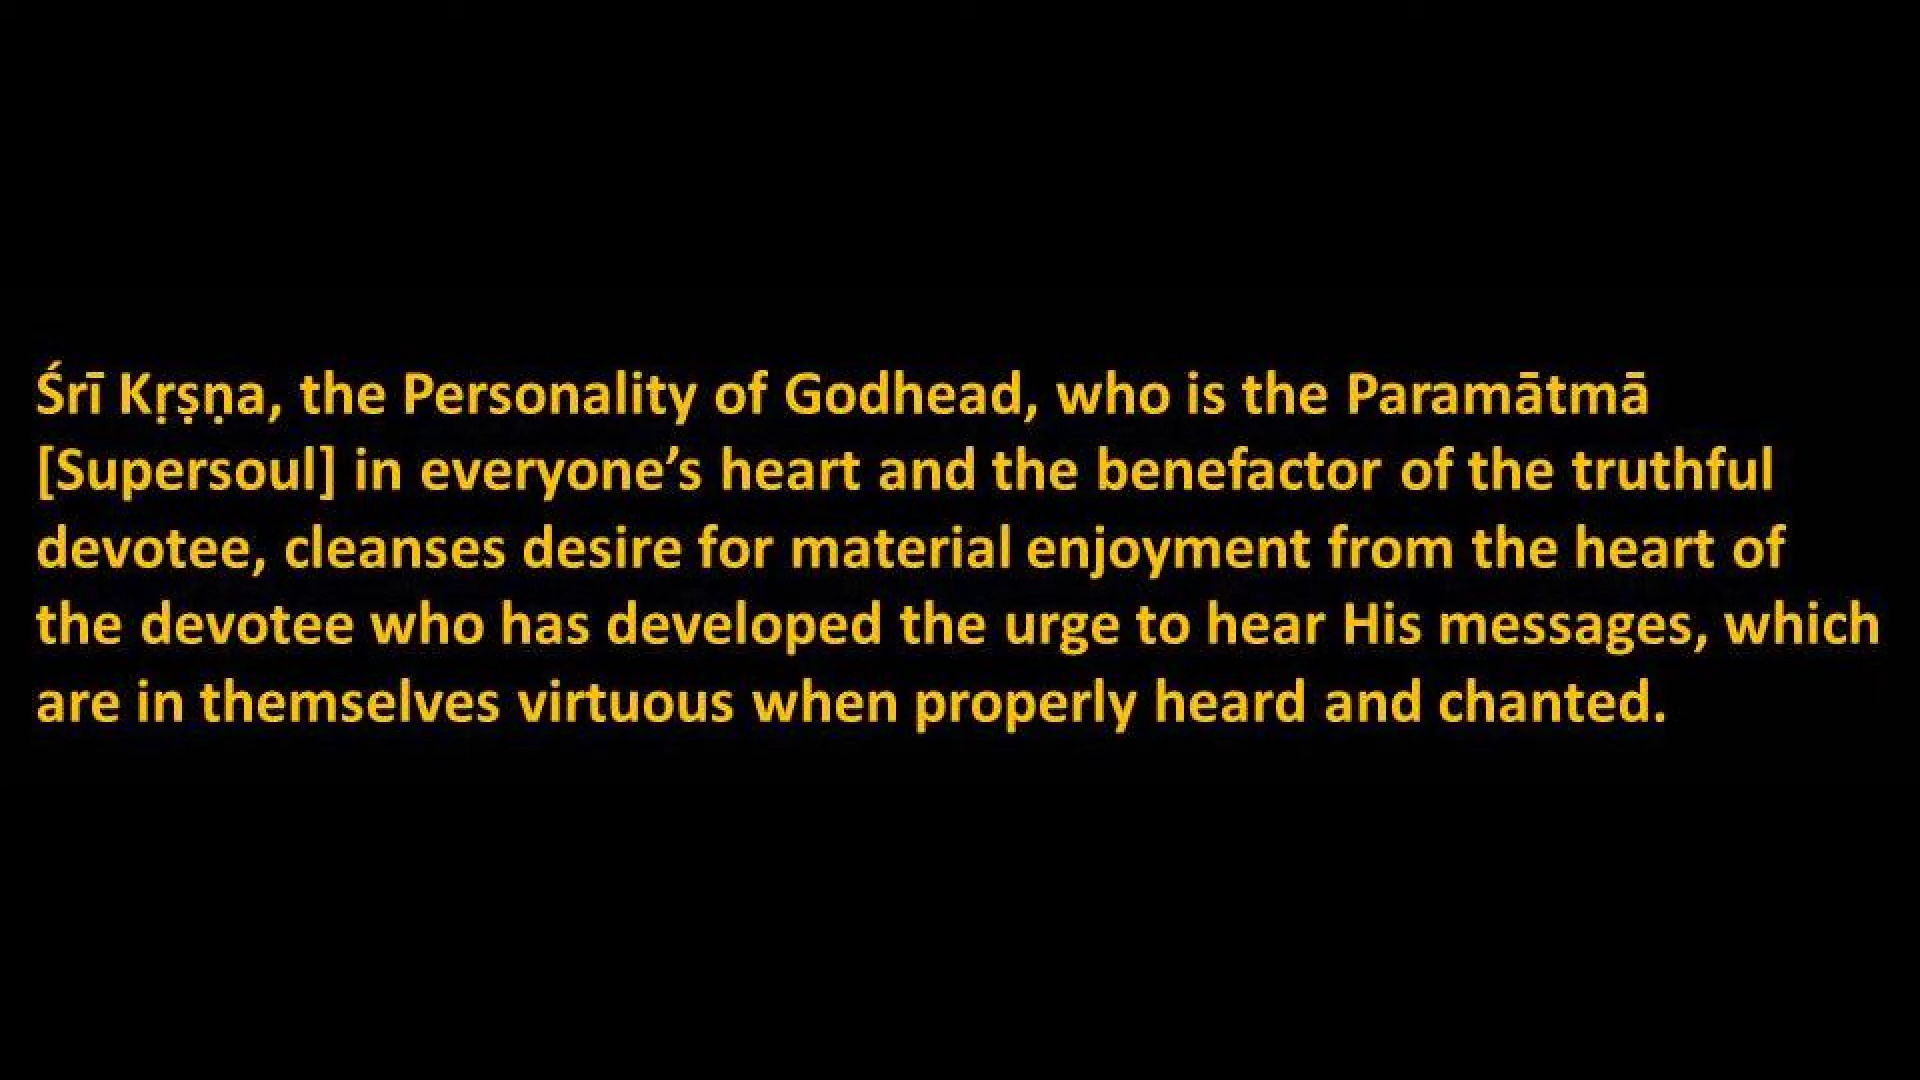 Śrī Kṛṣṇa, the Personality of Godhead, who is the Paramātmā
[Supersoul] in everyone’s heart and the benefactor of the truthful
devotee, cleanses desire for material enjoyment from the heart of
the devotee who has developed the urge to hear His messages, which
are in themselves virtuous when properly heard and chanted.